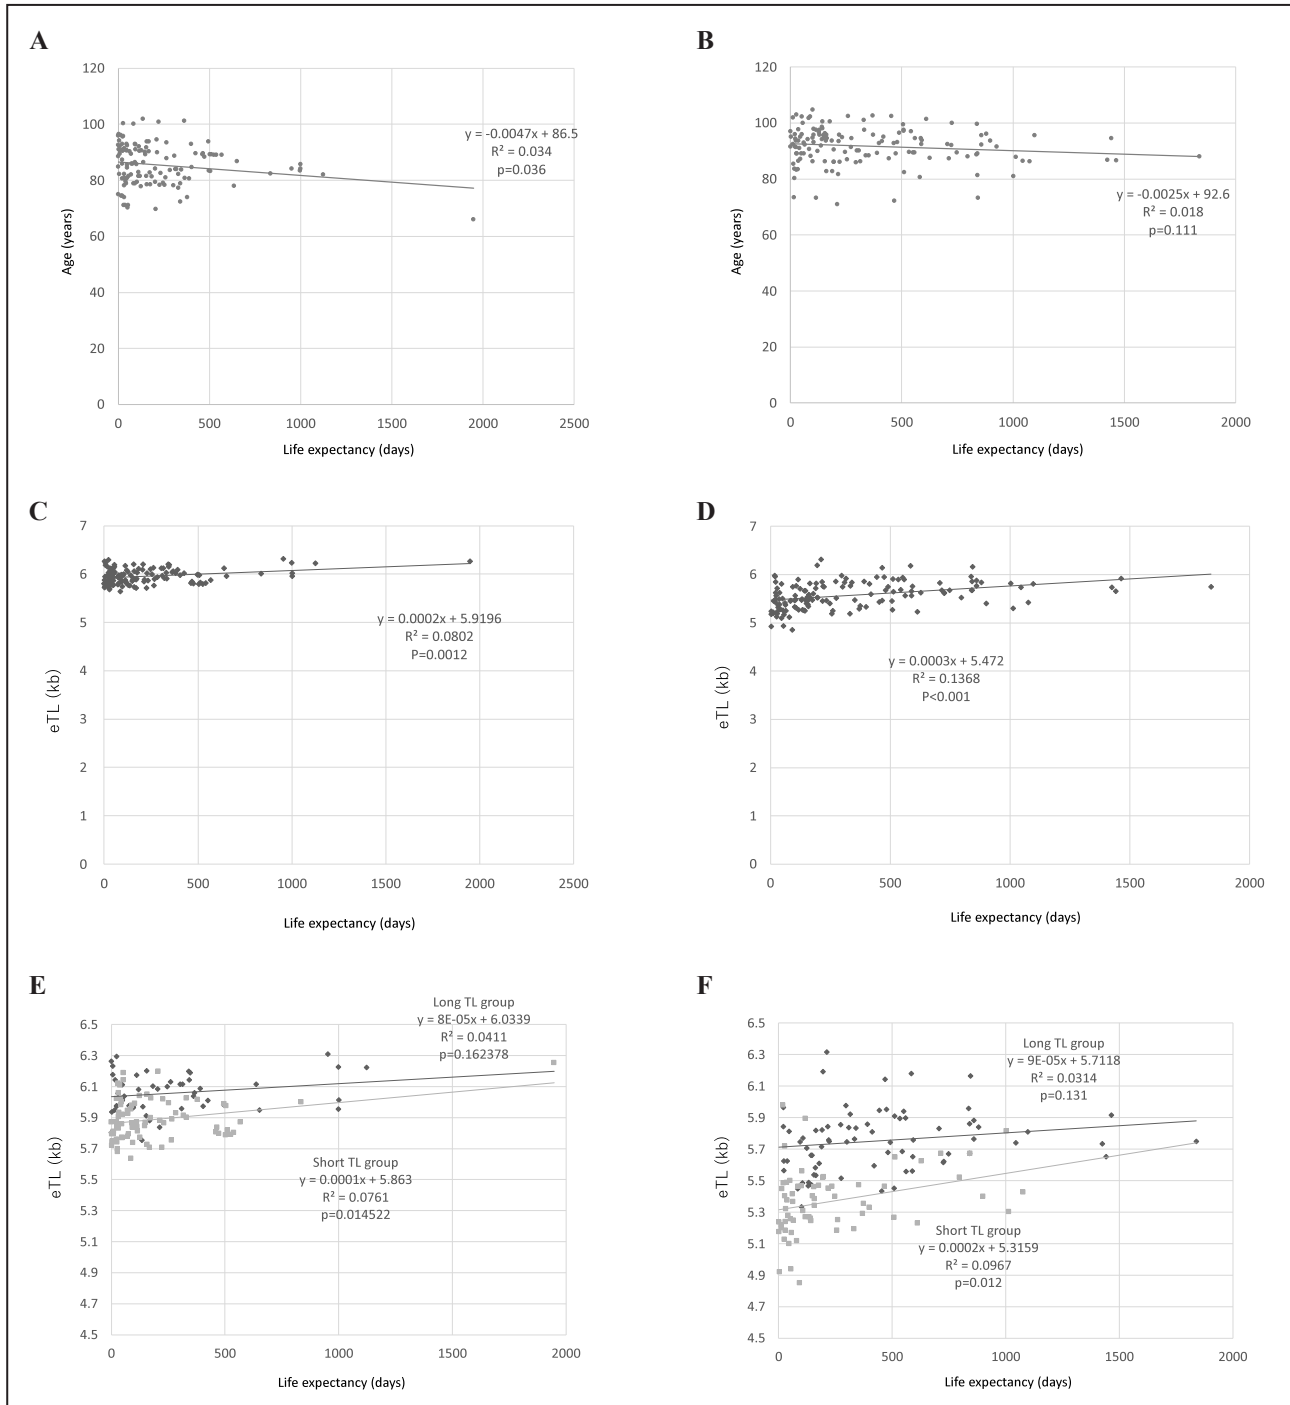 A
120
100
80
60
40
20
0
Age (years)
y = -0.0047x + 86.5
R² = 0.034
p=0.036
0 500 1000 1500 2000 2500
Life expectancy (days)
B
120
100
80
60
40
20
0
Age (years)
y = -0.0025x + 92.6
R² = 0.018
p=0.111
0 500 1000 1500 2000
Life expectancy (days)
C
7
6
5
4
3
2
1
0
eTL (kb)
y = 0.0002x + 5.9196
R² = 0.0802
P=0.0012
0 500 1000 1500 2000 2500
Life expectancy (days)
D
7
6
5
4
3
2
1
0
eTL (kb)
y = 0.0003x + 5.472
R² = 0.1368
P<0.001
0 500 1000 1500 2000
Life expectancy (days)
E
Long TL group
y = 8E-05x + 6.0339
R² = 0.0411
p=0.162378
6.5
6.3
6.1
5.9
5.7
5.5
5.3
5.1
4.9
4.7
4.5
eTL (kb)
Short TL group
y = 0.0001x + 5.863
R² = 0.0761
p=0.014522
0 500 1000 1500 2000
Life expectancy (days)
F
6.5
6.3
6.1
5.9
5.7
5.5
5.3
5.1
4.9
4.7
4.5
eTL (kb)
Long TL group
y = 9E-05x + 5.7118
R² = 0.0314
p=0.131
Short TL group
y = 0.0002x + 5.3159
R² = 0.0967
p=0.012
0 500 1000 1500 2000
Life expectancy (days)